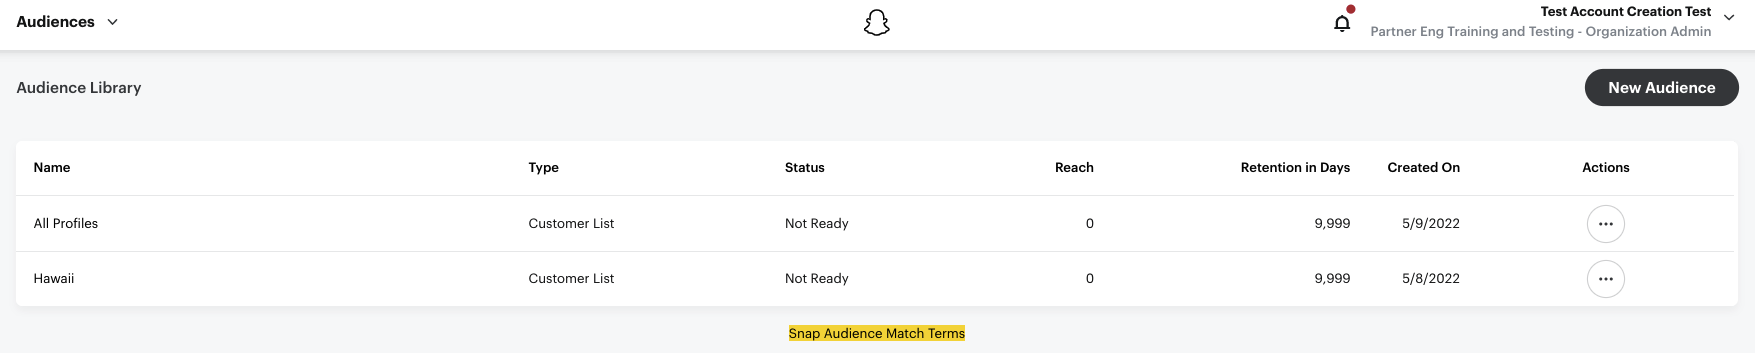 Audiences
Test Account Creation Test
Partner Eng Training and Testing - Organization Admin
Audience Library
New Audience
Name Type Status Reach Retention in Days Created On Actions
All Profiles Customer List Not Ready 0 9,999 5/9/2022
Hawaii Customer List Not Ready 0 9,999 5/8/2022
Snap Audience Match Terms